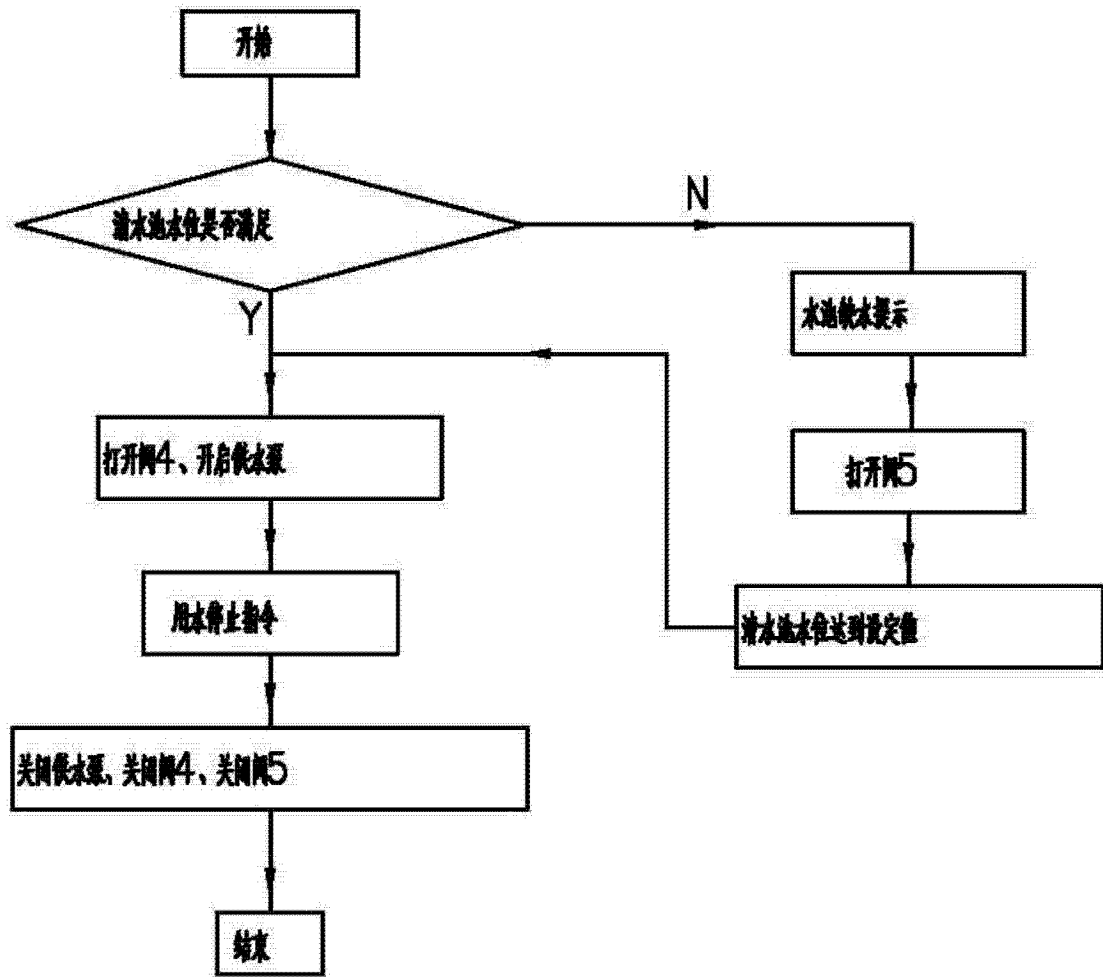 开始
清水池水位是否满足
N
Y
水池缺水提示
打开阀4、开启供水泵
打开阀5
用水停止指令
清水池水位达到设定值
关闭供水泵、关闭阀4、关闭阀5
结束